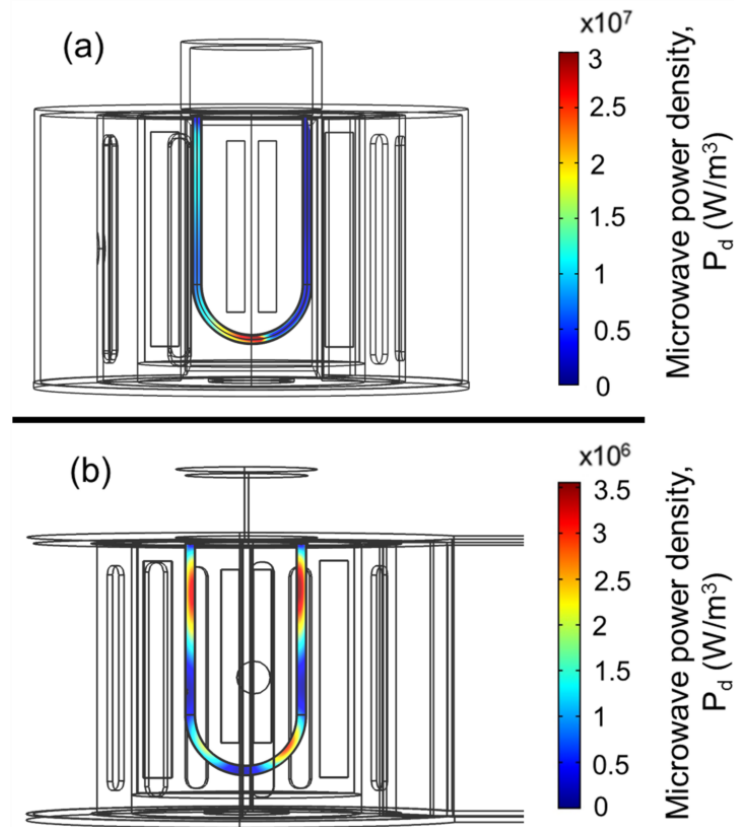 (a)
x10⁷
3
2.5
2
1.5
1
0.5
0
Microwave power density,
P_d (W/m³)
(b)
x10⁶
3.5
3
2.5
2
1.5
1
0.5
0
Microwave power density,
P_d (W/m³)